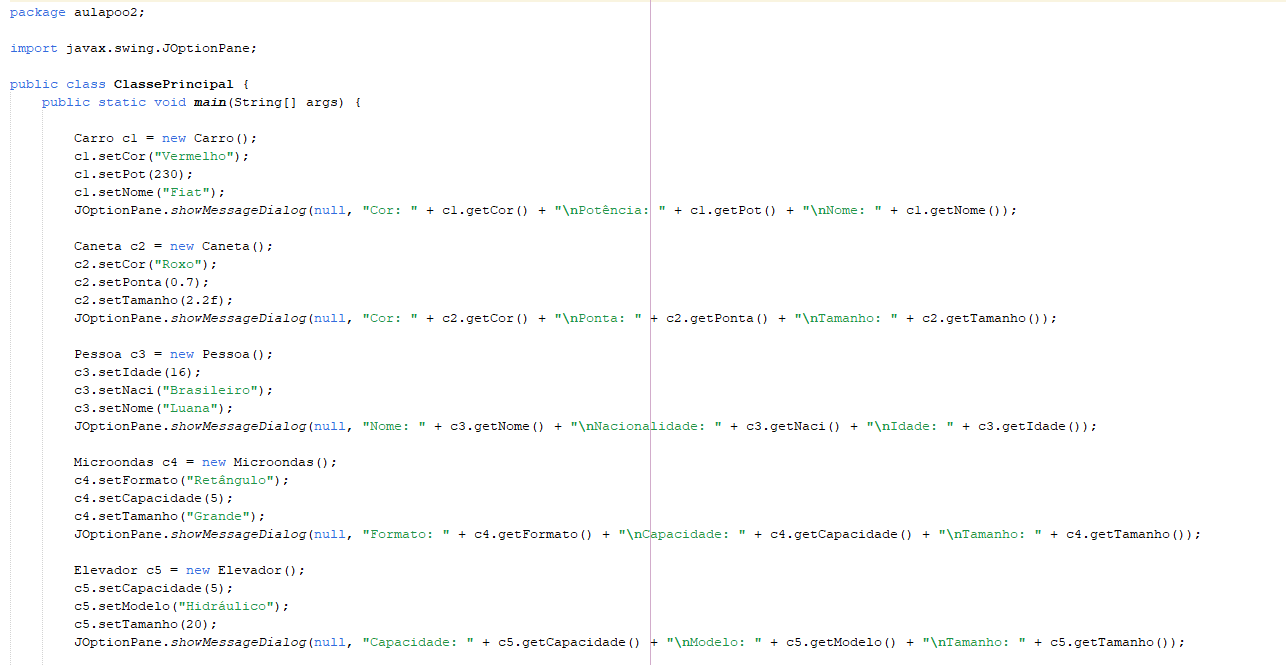 package aulapoo2;
import javax.swing.JOptionPane;
public class ClassePrincipal {
public static void main(String[] args) {
Carro c1 = new Carro();
c1.setCor("Vermelho");
c1.setPot(230);
c1.setNome("Fiat");
JOptionPane.showMessageDialog(null, "Cor: " + c1.getCor() + "\nPotência: " + c1.getPot() + "\nNome: " + c1.getNome());
Caneta c2 = new Caneta();
c2.setCor("Roxo");
c2.setPonta(0.7);
c2.setTamanho(2.2f);
JOptionPane.showMessageDialog(null, "Cor: " + c2.getCor() + "\nPonta: " + c2.getPonta() + "\nTamanho: " + c2.getTamanho());
Pessoa c3 = new Pessoa();
c3.setIdade(16);
c3.setNaci("Brasileiro");
c3.setNome("Luana");
JOptionPane.showMessageDialog(null, "Nome: " + c3.getNome() + "\nNacionalidade: " + c3.getNaci() + "\nIdade: " + c3.getIdade());
Microondas c4 = new Microondas();
c4.setFormato("Retângulo");
c4.setCapacidade(5);
c4.setTamanho("Grande");
JOptionPane.showMessageDialog(null, "Formato: " + c4.getFormato() + "\nCapacidade: " + c4.getCapacidade() + "\nTamanho: " + c4.getTamanho());
Elevador c5 = new Elevador();
c5.setCapacidade(5);
c5.setModelo("Hidráulico");
c5.setTamanho(20);
JOptionPane.showMessageDialog(null, "Capacidade: " + c5.getCapacidade() + "\nModelo: " + c5.getModelo() + "\nTamanho: " + c5.getTamanho());